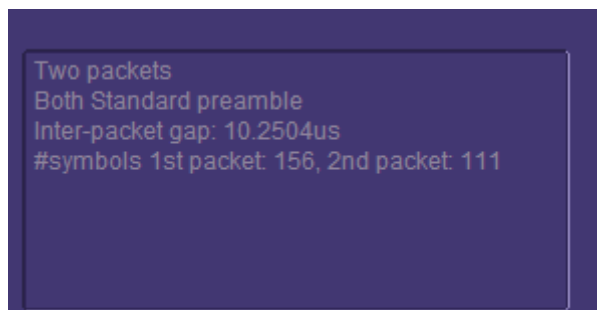 Two packets
Both Standard preamble
Inter-packet gap: 10.2504us
#symbols 1st packet: 156, 2nd packet: 111